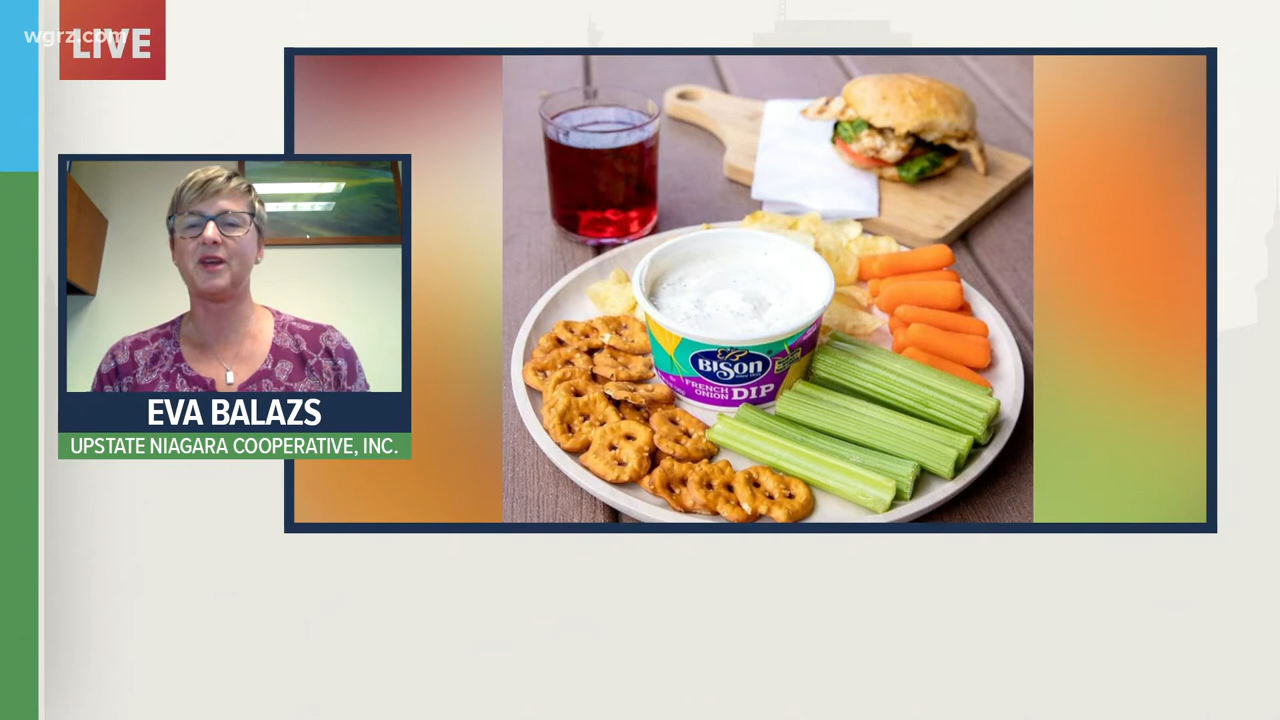 wgrz.com
LIVE
BISON
FRENCH
ONION DIP
EVA BALAZS
UPSTATE NIAGARA COOPERATIVE, INC.